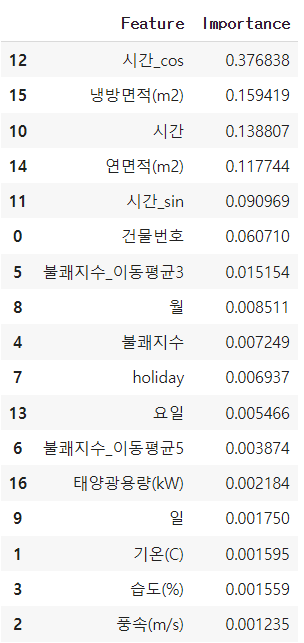 Feature Importance
12 시간_cos 0.376838
15 냉방면적(m2) 0.159419
10 시간 0.138807
14 연면적(m2) 0.117744
11 시간_sin 0.090969
0 건물번호 0.060710
5 불쾌지수_이동평균3 0.015154
8 월 0.008511
4 불쾌지수 0.007249
7 holiday 0.006937
13 요일 0.005466
6 불쾌지수_이동평균5 0.003874
16 태양광용량(kW) 0.002184
9 일 0.001750
1 기온(C) 0.001595
3 습도(%) 0.001559
2 풍속(m/s) 0.001235